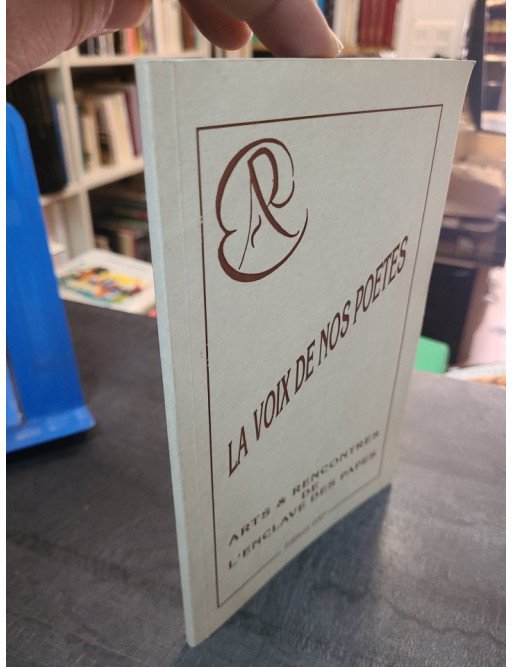 LA VOIX DE NOS POETES
ARTS & RENCONTRES
DE
L'ENCLAVE DES PAPES